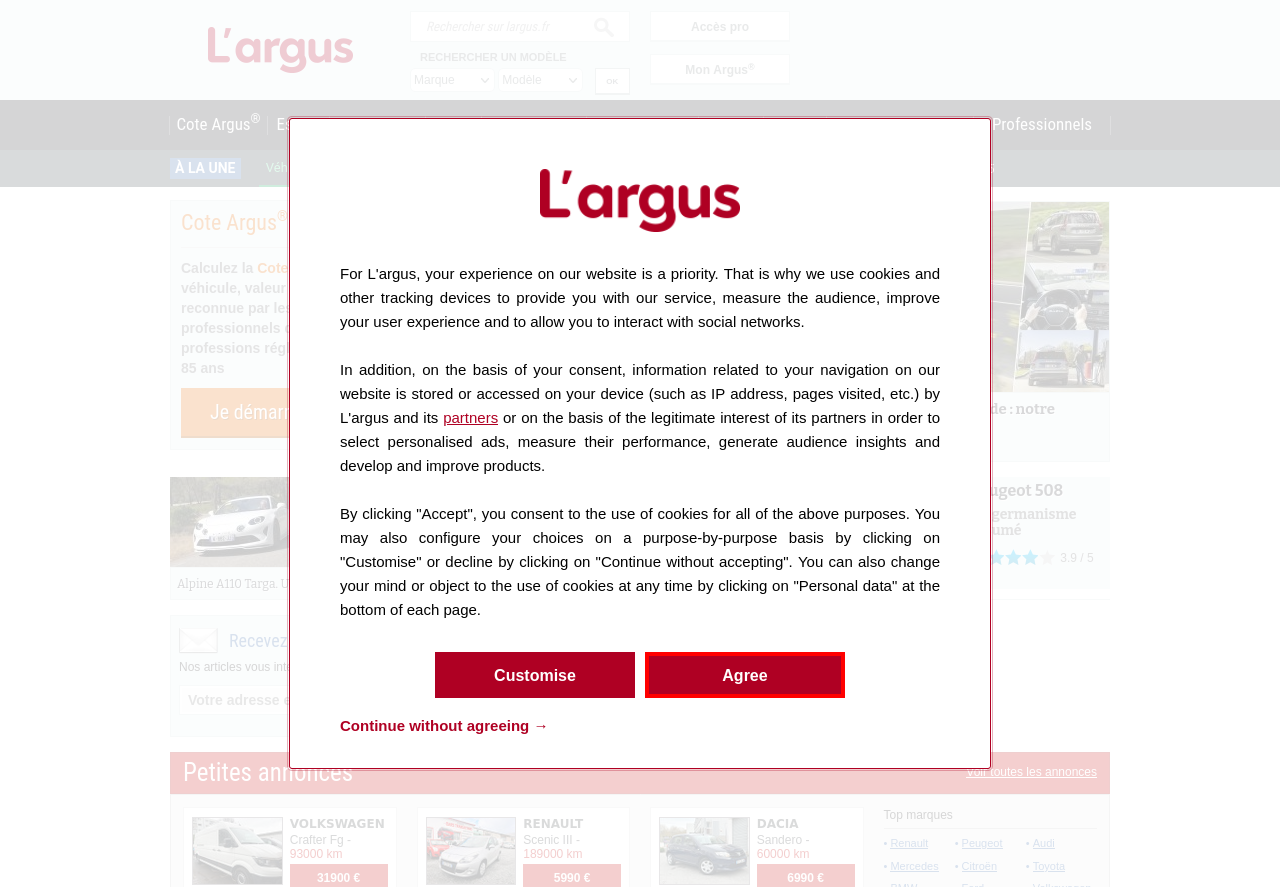 L'argus
Rechercher sur largus.fr
Accès pro
RECHERCHER UN MODÈLE
Marque
Modèle
OK
Mon Argus®
Cote Argus®
Professionnels
À LA UNE
Cote Argus®
Calculez la Cote
véhicule, valeur
reconnue par les
professionnels
professions
85 ans
Je
L'argus
For L'argus, your experience on our website is a priority. That is why we use cookies and
other tracking devices to provide you with our service, measure the audience, improve
your user experience and to allow you to interact with social networks.
In addition, on the basis of your consent, information related to your navigation on our
website is stored or accessed on your device (such as IP address, pages visited, etc.) by
L'argus and its partners or on the basis of the legitimate interest of its partners in order to
select personalised ads, measure their performance, generate audience insights and
develop and improve products.
By clicking "Accept", you consent to the use of cookies for all of the above purposes. You
may also configure your choices on a purpose-by-purpose basis by clicking on
"Customise" or decline by clicking on "Continue without accepting". You can also change
your mind or object to the use of cookies at any time by clicking on "Personal data" at the
bottom of each page.
Customise
Agree
Continue without agreeing →
: notre
508
germanisme
3.9 / 5
Alpine A110 Targa.
Recevez
Nos articles vous
Votre adresse
Petites annonces
Voir toutes les annonces
VOLKSWAGEN
Crafter Fg -
93000 km
31900 €
RENAULT
Scenic III -
189000 km
5990 €
DACIA
Sandero -
60000 km
6990 €
Top marques
• Renault • Peugeot • Audi
• Mercedes • Citroën • Toyota